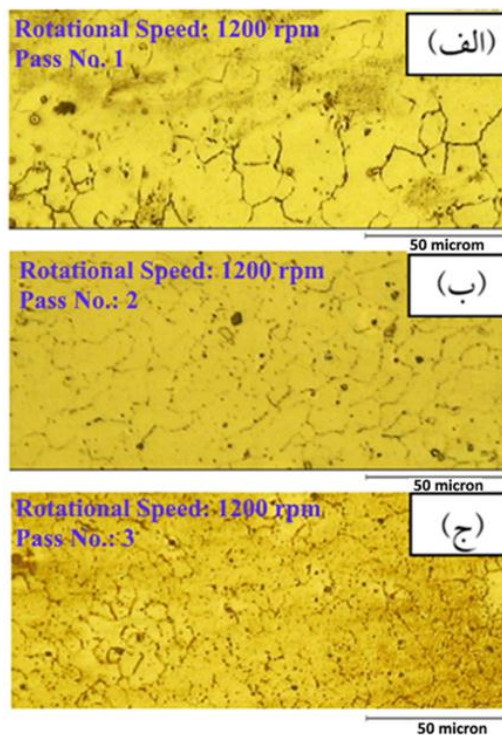 Rotational Speed: 1200 rpm
Pass No. 1
(الف)
50 microm
Rotational Speed: 1200 rpm
Pass No.: 2
(ب)
50 micron
Rotational Speed: 1200 rpm
Pass No.: 3
(ج)
50 micron